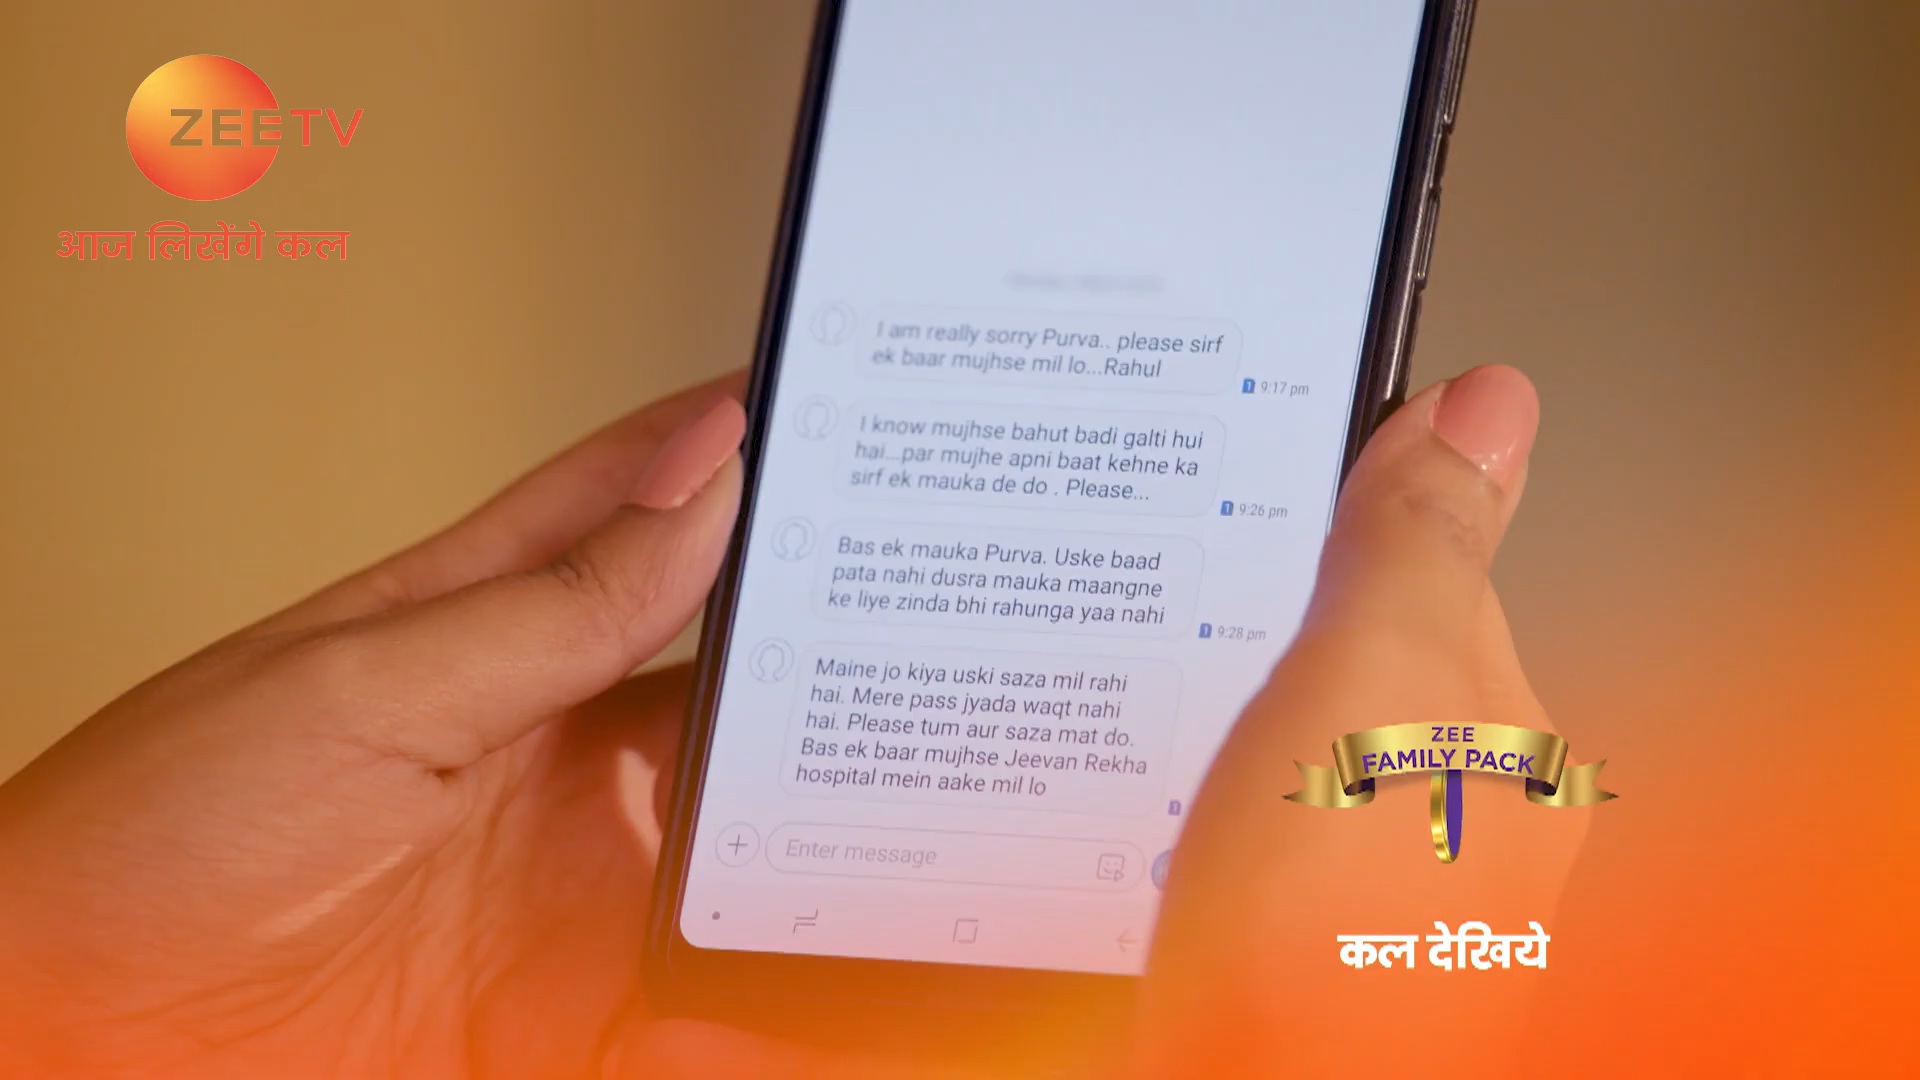 ZEETV
आज लिखेंगे कल
I am really sorry Purva.. please sirf
ek baar mujhse mil lo...Rahul
1 9:17 pm
I know mujhse bahut badi galti hui
hai...par mujhe apni baat kehne ka
sirf ek mauka de do . Please...
1 9:26 pm
Bas ek mauka Purva. Uske baad
pata nahi dusra mauka maangne
ke liye zinda bhi rahunga yaa nahi
1 9:28 pm
Maine jo kiya uski saza mil rahi
hai. Mere pass jyada waqt nahi
hai. Please tum aur saza mat do.
Bas ek baar mujhse Jeevan Rekha
hospital mein aake mil lo
1
Enter message
ZEE
FAMILY PACK
कल देखिये